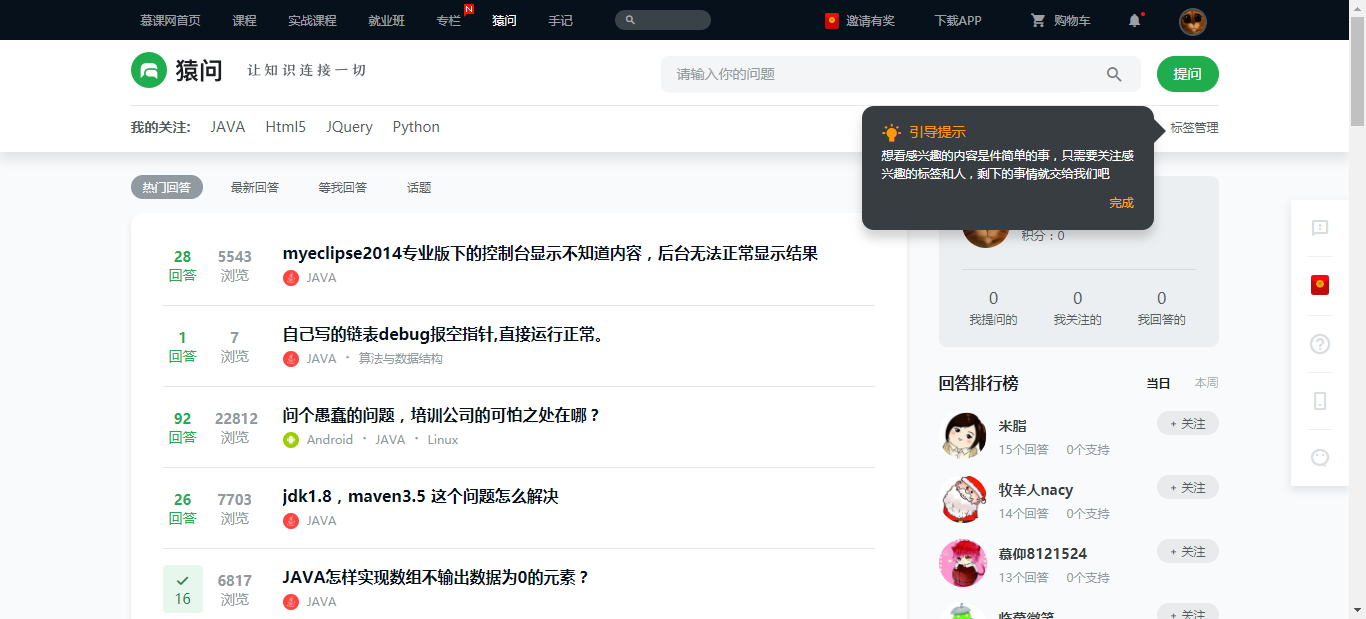 慕课网首页 课程 实战课程 就业班 专栏 N 猿问 手记 邀请有奖 下载APP 购物车
猿问 让知识连接一切 请输入你的问题 提问
我的关注: JAVA Html5 JQuery Python 标签管理
引导提示
想看感兴趣的内容是件简单的事，只需要关注感
兴趣的标签和人，剩下的事情就交给我们吧
完成
热门回答 最新回答 等我回答 话题
积分：0
0 0 0
我提问的 我关注的 我回答的
28 5543 myeclipse2014专业版下的控制台显示不知道内容，后台无法正常显示结果
回答 浏览 JAVA
1 7 自己写的链表debug报空指针,直接运行正常。
回答 浏览 JAVA · 算法与数据结构
92 22812 问个愚蠢的问题，培训公司的可怕之处在哪？
回答 浏览 Android · JAVA · Linux
26 7703 jdk1.8，maven3.5 这个问题怎么解决
回答 浏览 JAVA
6817 JAVA怎样实现数组不输出数据为0的元素？
16 浏览 JAVA
回答排行榜 当日 本周
米脂 + 关注
15个回答 0个支持
牧羊人nacy + 关注
14个回答 0个支持
慕仰8121524 + 关注
13个回答 0个支持
+ 关注